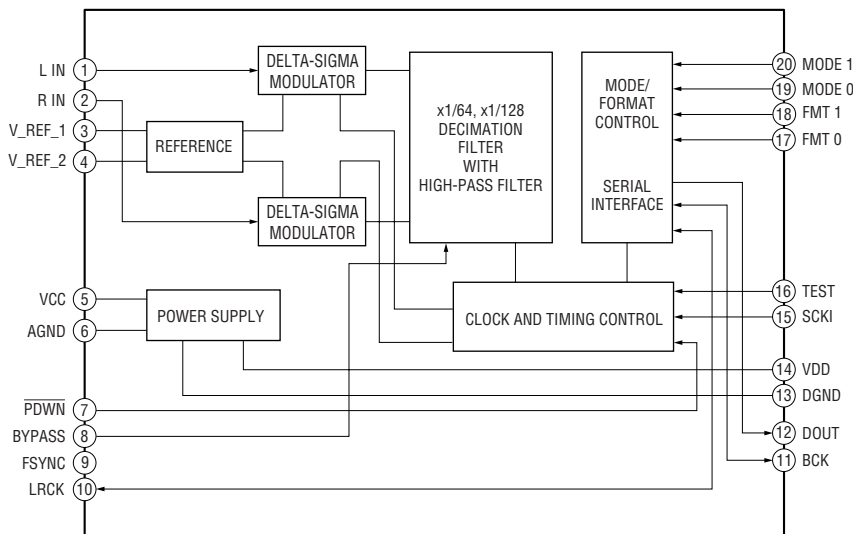 L IN 1
R IN 2
V_REF_1 3
V_REF_2 4
VCC 5
AGND 6
PDWN 7
BYPASS 8
FSYNC 9
LRCK 10
DELTA-SIGMA
MODULATOR
REFERENCE
DELTA-SIGMA
MODULATOR
POWER SUPPLY
x1/64, x1/128
DECIMATION
FILTER
WITH
HIGH-PASS FILTER
MODE/
FORMAT
CONTROL
SERIAL
INTERFACE
CLOCK AND TIMING CONTROL
20 MODE 1
19 MODE 0
18 FMT 1
17 FMT 0
16 TEST
15 SCKI
14 VDD
13 DGND
12 DOUT
11 BCK